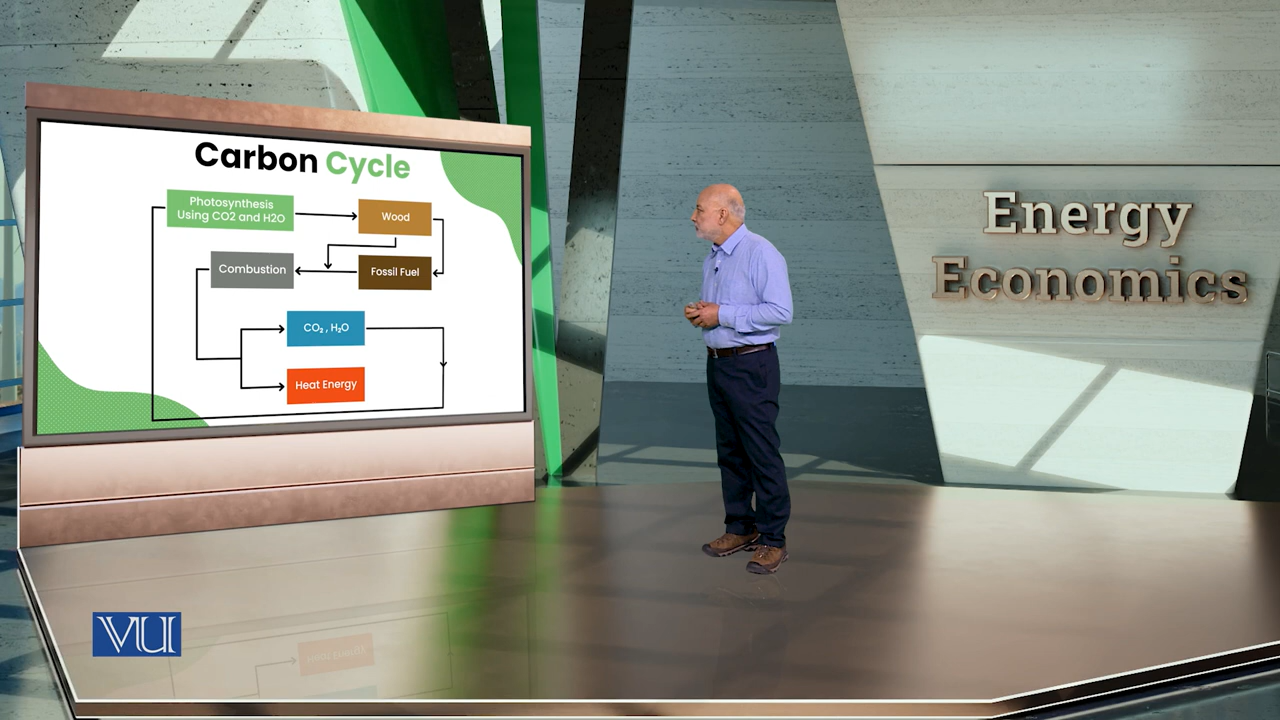 Carbon Cycle
Photosynthesis
Using CO2 and H2O
Wood
Combustion
Fossil Fuel
CO₂ , H₂O
Heat Energy
Energy
Economics
VU